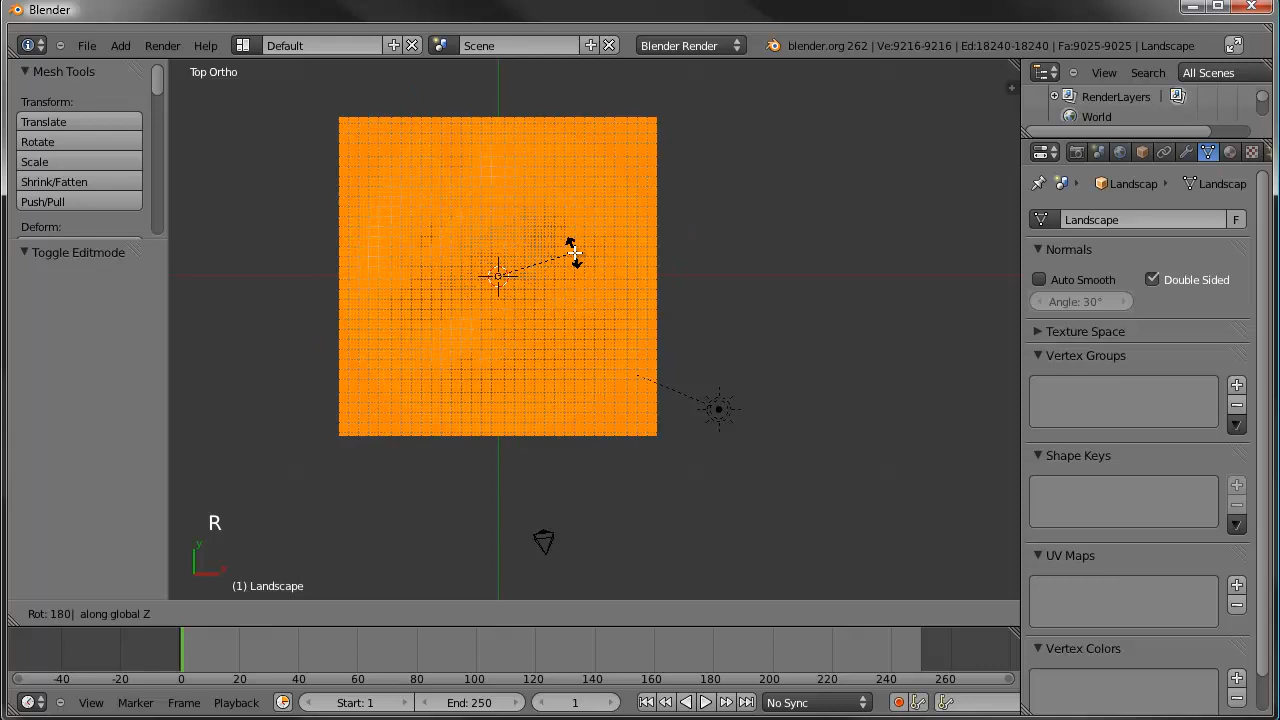 Blender
File Add Render Help Default Scene Blender Render blender.org 262 | Ve:9216-9216 | Ed:18240-18240 | Fa:9025-9025 | Landscape
Mesh Tools
Transform:
Translate
Rotate
Scale
Shrink/Fatten
Push/Pull
Deform:
Toggle Editmode
Top Ortho
R
y
x
(1) Landscape
Rot: 180| along global Z
View Search All Scenes
RenderLayers
World
Landscap Landscap
Landscape F
Normals
Auto Smooth Double Sided
Angle: 30°
Texture Space
Vertex Groups
Shape Keys
UV Maps
Vertex Colors
-40 -20 0 20 40 60 80 100 120 140 160 180 200 220 240 260
View Marker Frame Playback Start: 1 End: 250 1 No Sync